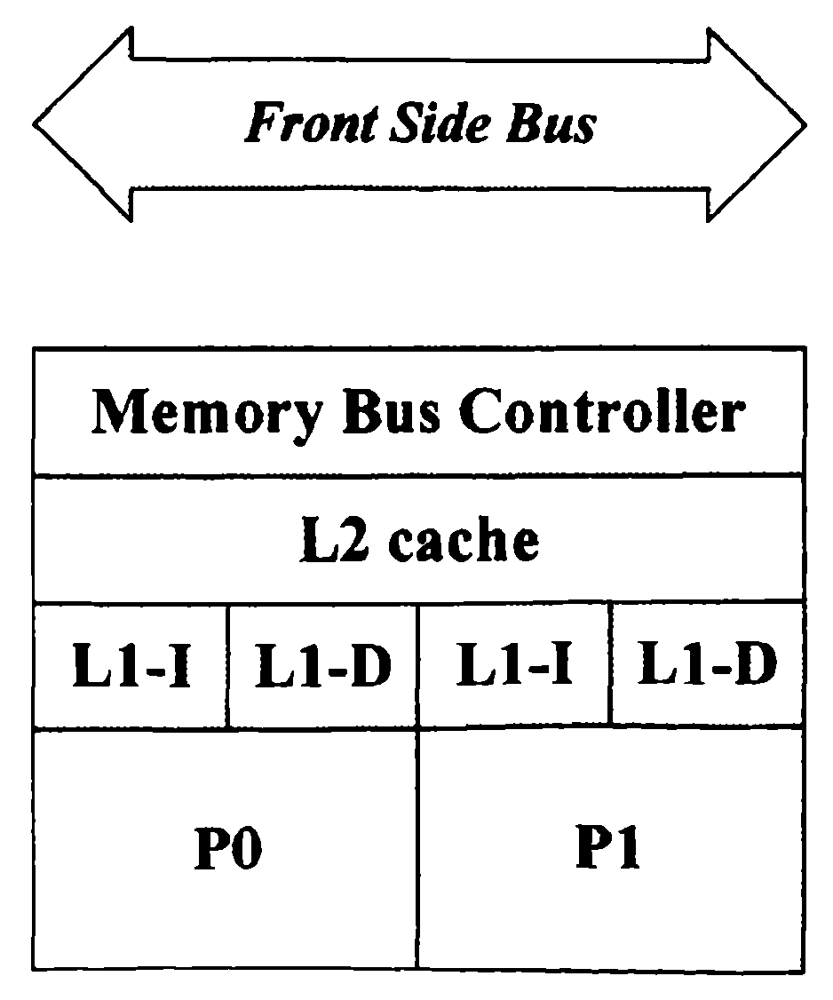 Front Side Bus
Memory Bus Controller
L2 cache
L1-I L1-D L1-I L1-D
P0 P1